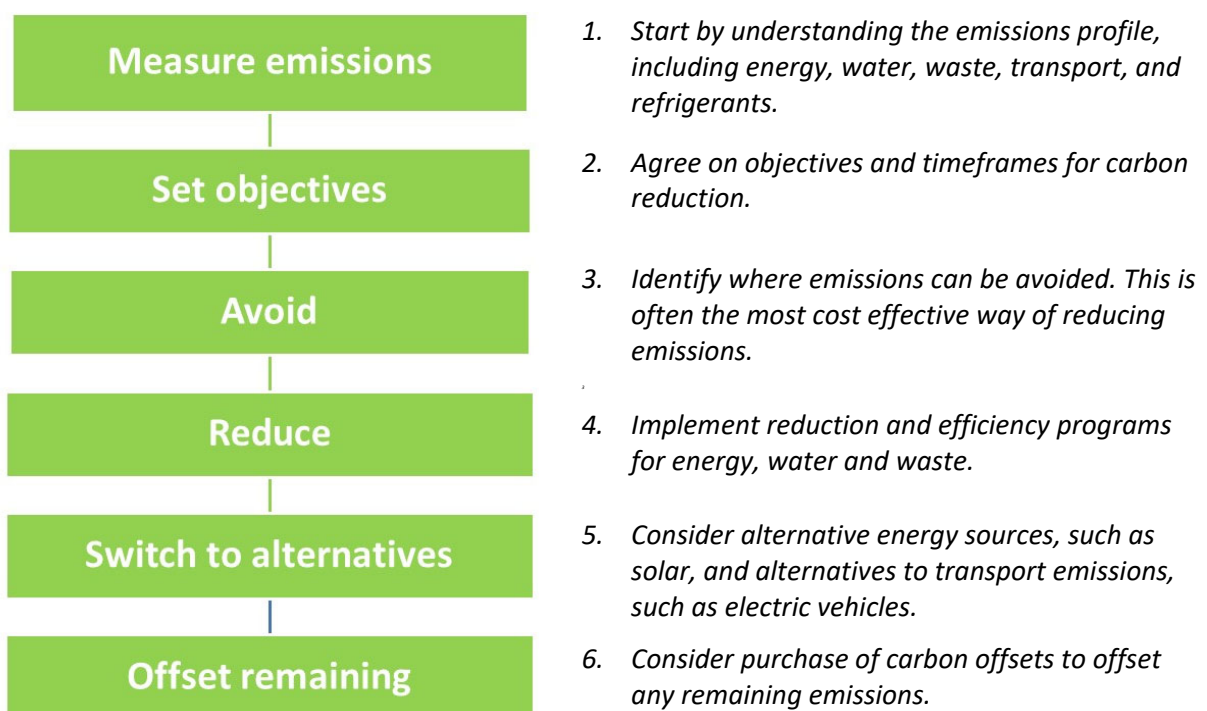 Measure emissions
1. Start by understanding the emissions profile,
including energy, water, waste, transport, and
refrigerants.
Set objectives
2. Agree on objectives and timeframes for carbon
reduction.
Avoid
3. Identify where emissions can be avoided. This is
often the most cost effective way of reducing
emissions.
Reduce
4. Implement reduction and efficiency programs
for energy, water and waste.
Switch to alternatives
5. Consider alternative energy sources, such as
solar, and alternatives to transport emissions,
such as electric vehicles.
Offset remaining
6. Consider purchase of carbon offsets to offset
any remaining emissions.